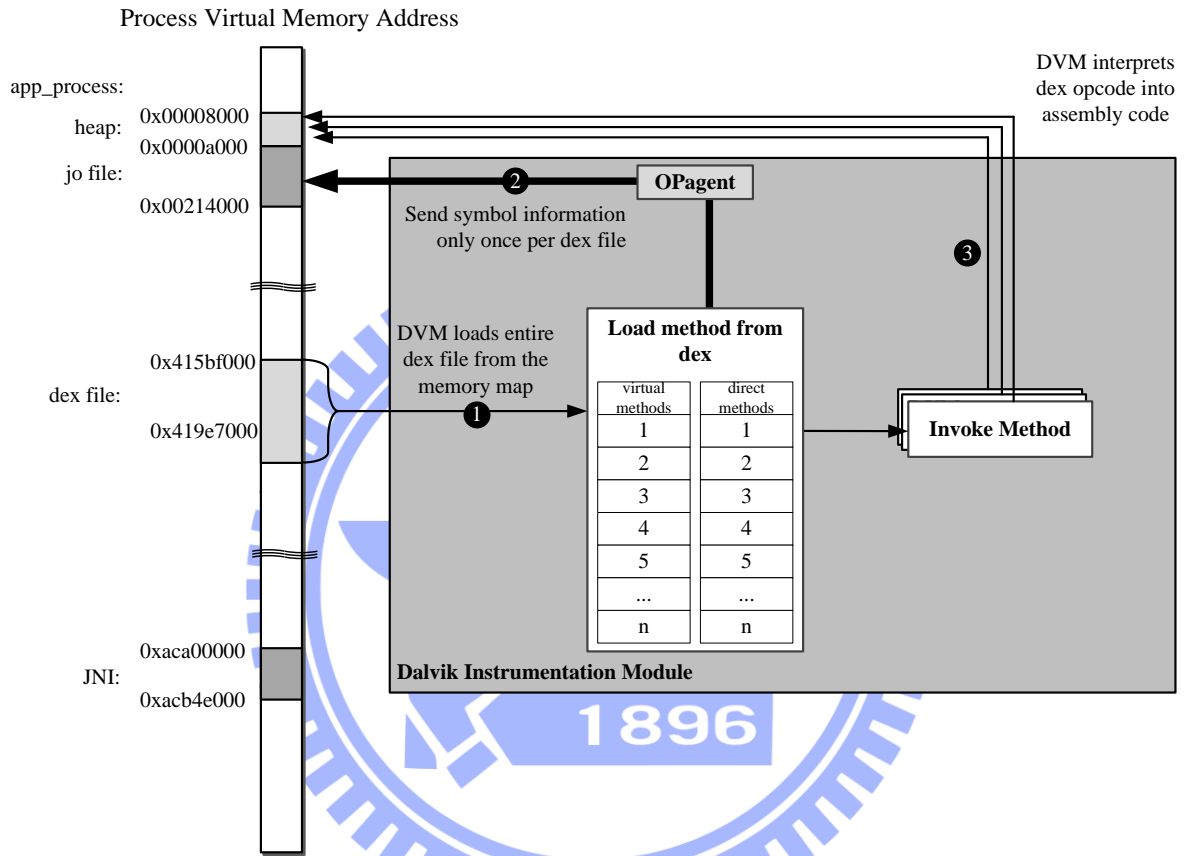 Process Virtual Memory Address
app_process:
0x00008000
heap:
0x0000a000
jo file:
0x00214000
0x415bf000
dex file:
0x419e7000
0xaca00000
JNI:
0xacb4e000
DVM interprets
dex opcode into
assembly code
OPagent
2
Send symbol information
only once per dex file
3
DVM loads entire
dex file from the
memory map
1
Load method from
dex
virtual
methods
1
2
3
4
5
...
n
direct
methods
1
2
3
4
5
...
n
Invoke Method
Dalvik Instrumentation Module
1896